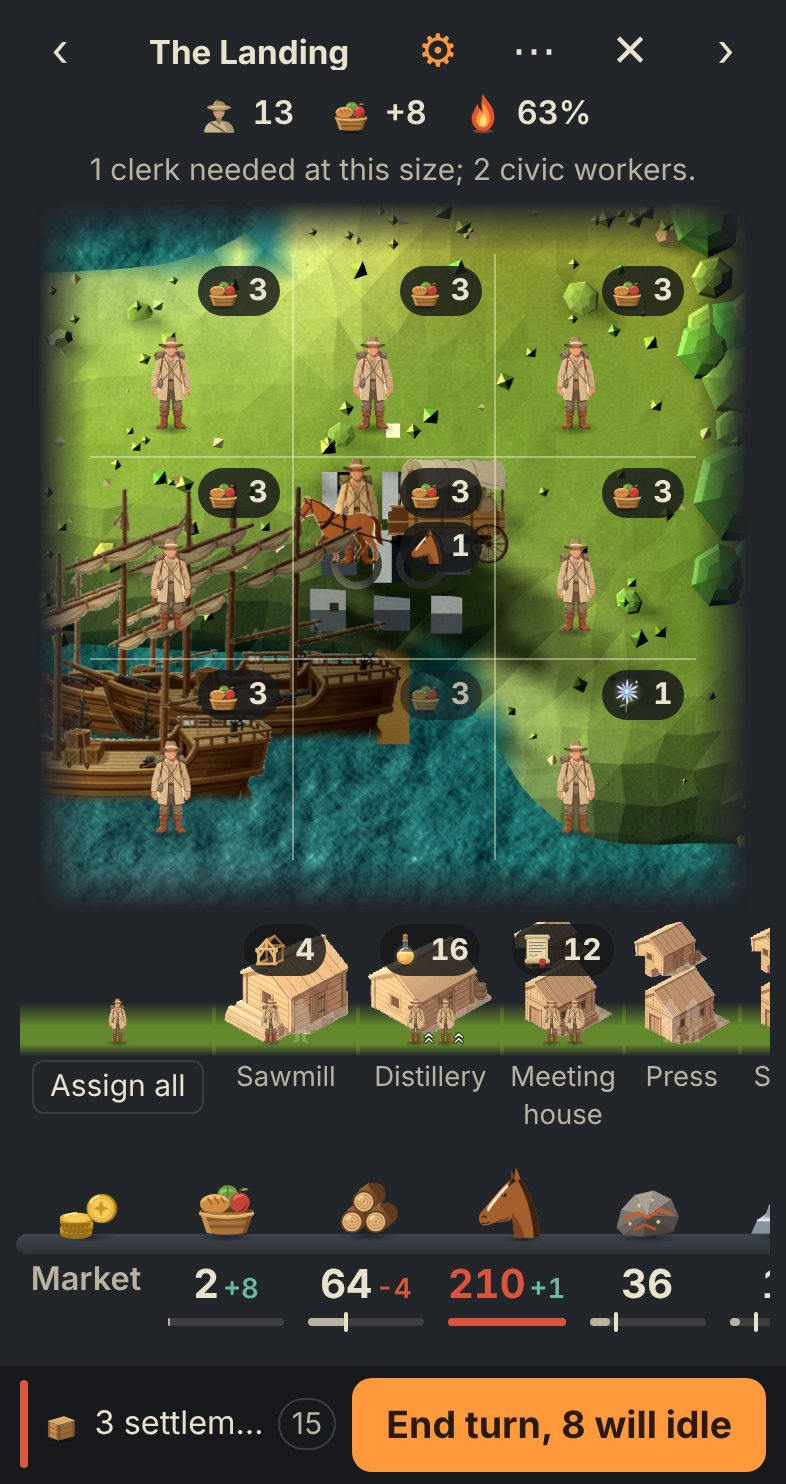 ‹ The Landing ⋯ ✕ ›
13 +8 63%
1 clerk needed at this size; 2 civic workers.
3 3 3
3 3 3
1
3 3 1
4 16 12
Assign all Sawmill Distillery Meeting house Press S
Market 2 +8 64 -4 210 +1 36 1
3 settlem... 15 End turn, 8 will idle